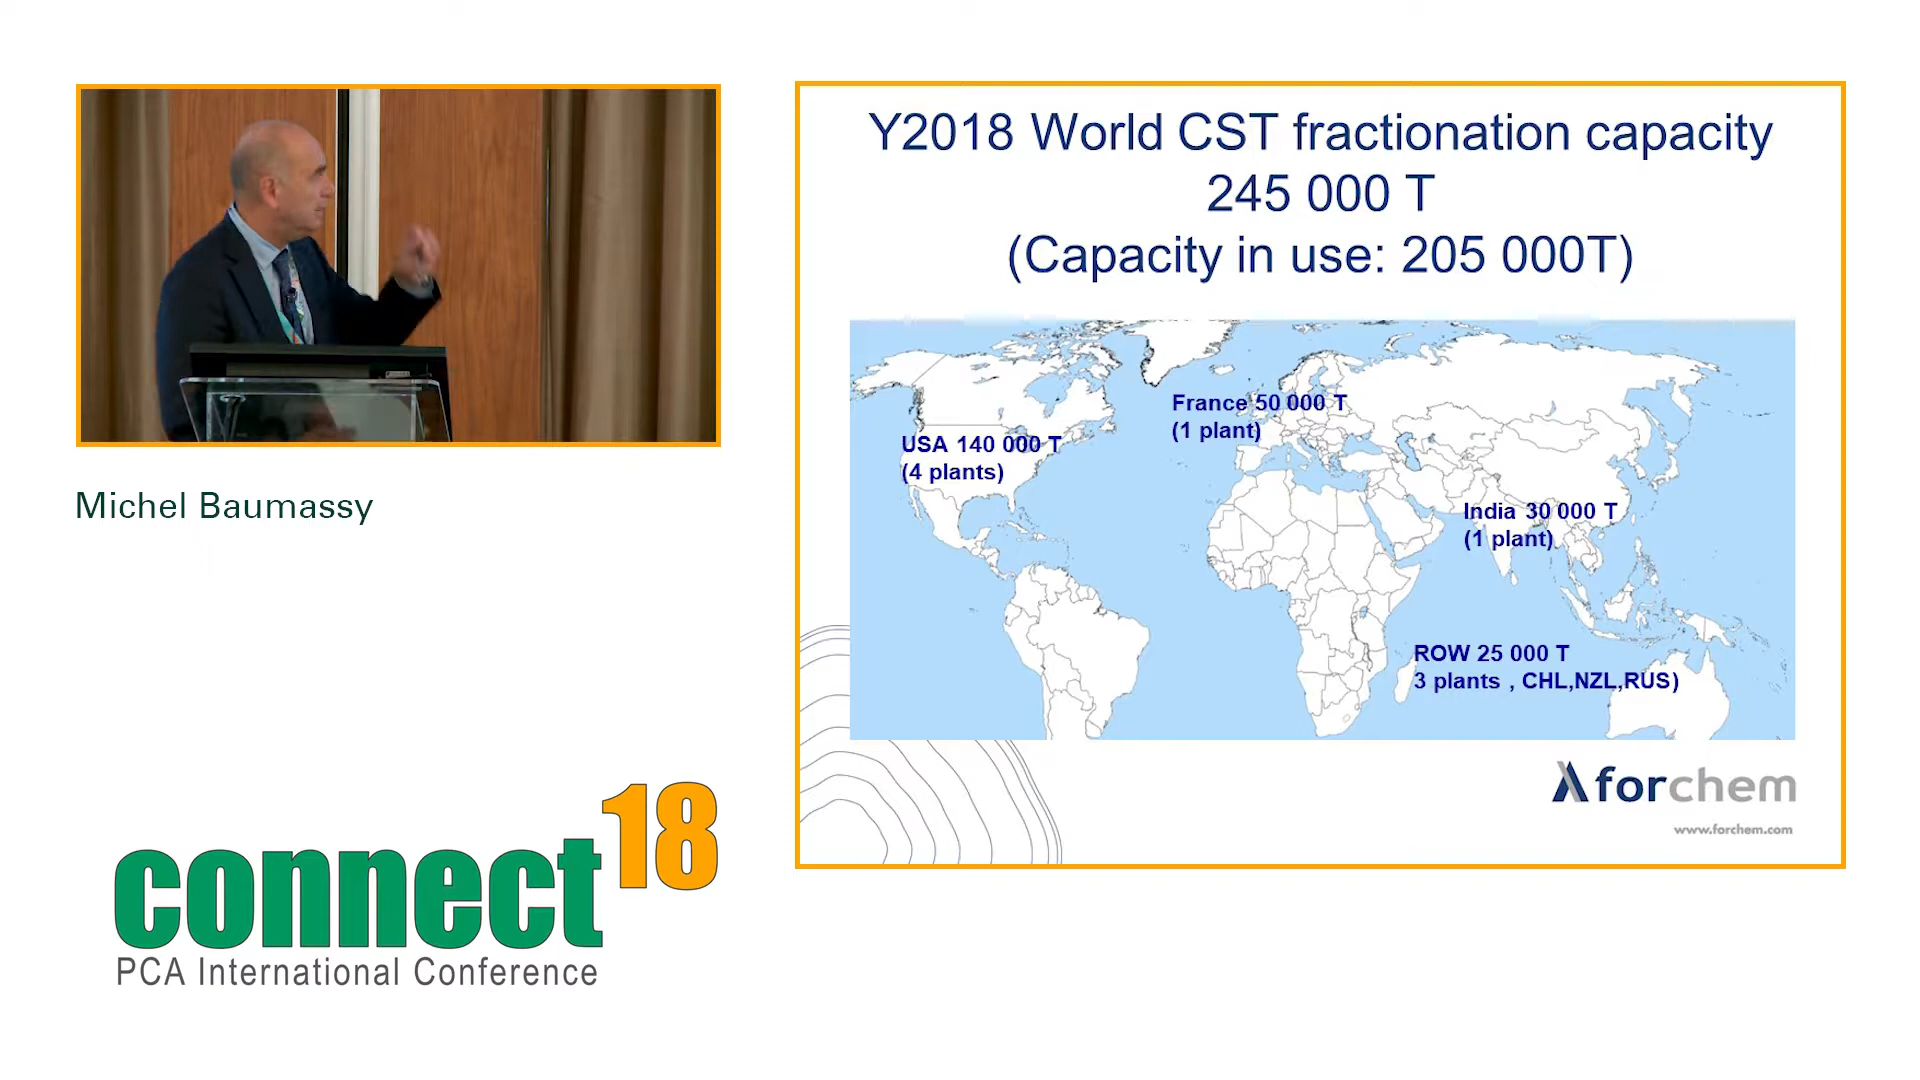 Y2018 World CST fractionation capacity
245 000 T
(Capacity in use: 205 000T)
France 50 000 T
(1 plant)
USA 140 000 T
(4 plants)
India 30 000 T
(1 plant)
ROW 25 000 T
3 plants , CHL,NZL,RUS)
forchem
www.forchem.com
Michel Baumassy
connect18
PCA International Conference